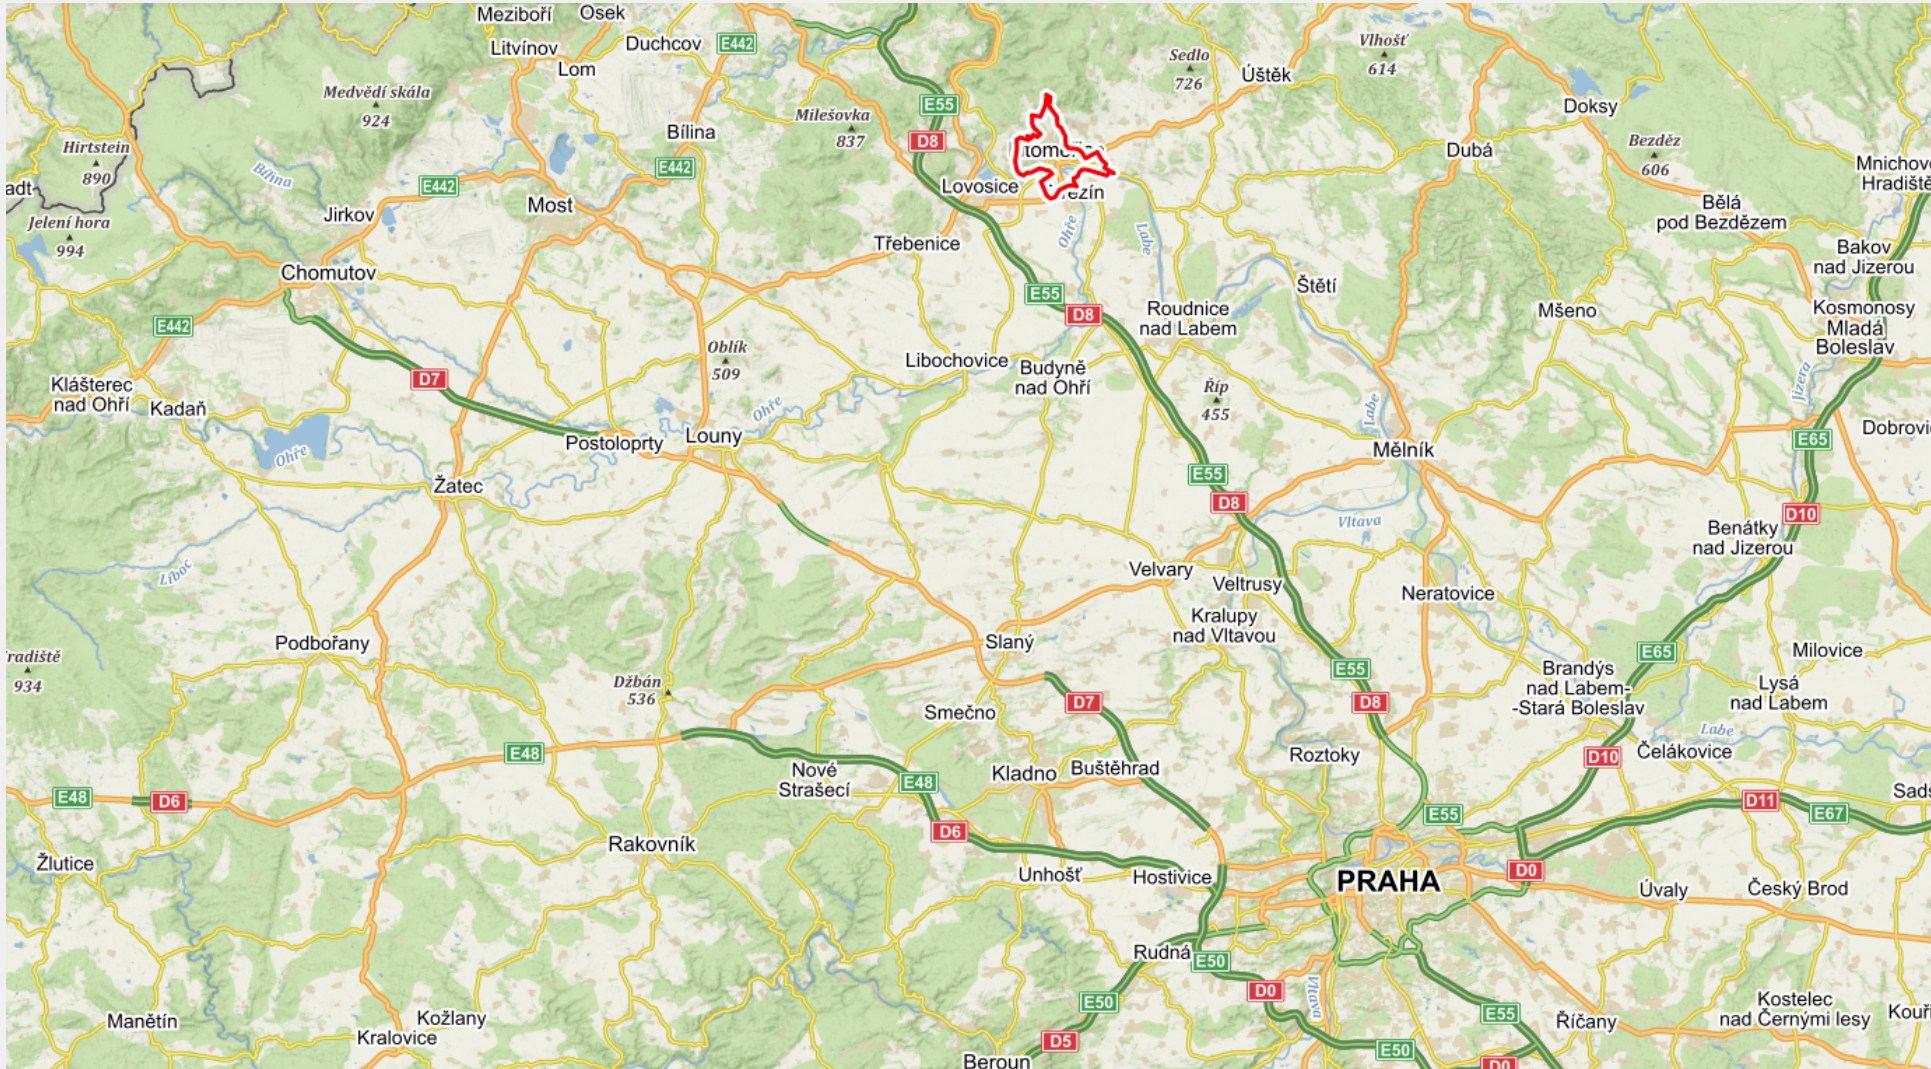 Meziboří
Osek
Litvínov
Duchcov
E442
Lom
Vlhošť
614
Sedlo
726
Úštěk
Medvědí skála
924
E55
Milešovka
837
Doksy
Bílina
D8
Hirtstein
890
Dubá
Bezděz
606
Mnichovo
Hradiště
Bílina
E442
E442
Lovosice
Most
Jirkov
Jelení hora
994
Bělá
pod Bezdězem
Ohře
Labe
Třebenice
Bakov
nad Jizerou
Chomutov
Štětí
E55
D8
Roudnice
nad Labem
Mšeno
Kosmonosy
Mladá
Boleslav
E442
Oblík
509
Libochovice
Budyně
nad Ohří
D7
Klášterec
nad Ohří
Kadaň
Říp
455
Jizera
Labe
Ohře
Postoloprty
Louny
Mělník
E65
Ohře
Žatec
E55
D8
D10
Vltava
Benátky
nad Jizerou
Liboc
Velvary
Veltrusy
Neratovice
Kralupy
nad Vltavou
Podbořany
Slaný
934
E55
E65
Milovice
Brandýs
nad Labem-
-Stará Boleslav
Lysá
nad Labem
Džbán
536
D7
D8
Smečno
Labe
E48
Roztoky
D10
Čelákovice
Nové
Strašecí
E48
Kladno
Buštěhrad
E48
D6
D11
E67
E55
D6
Rakovník
Žlutice
Unhošť
Hostivice
PRAHA
D0
Úvaly
Český Brod
Rudná
E50
D0
Vltava
E50
Manětín
Kožlany
Kralovice
E55
Říčany
Kostelec
nad Černými lesy
D5
E50
Beroun
D0